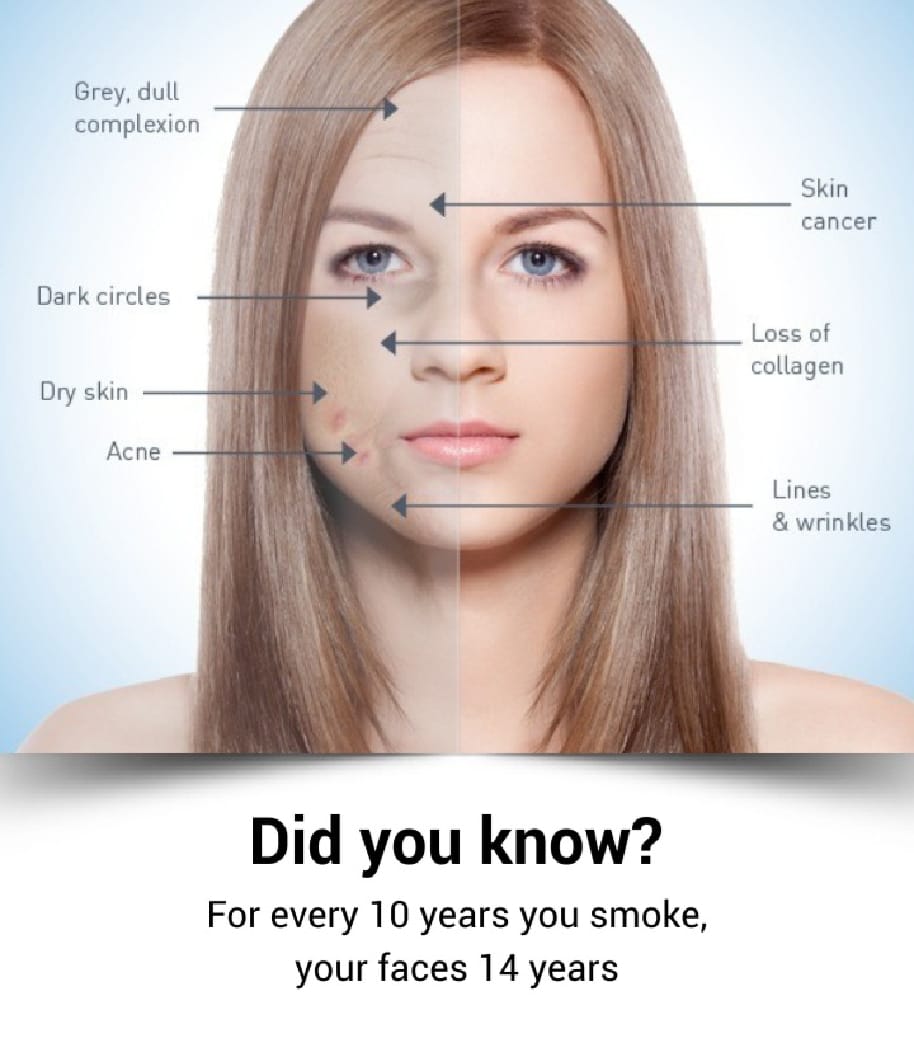 Grey, dull
complexion
Skin
cancer
Dark circles
Loss of
collagen
Dry skin
Acne
Lines
& wrinkles
Did you know?
For every 10 years you smoke,
your faces 14 years